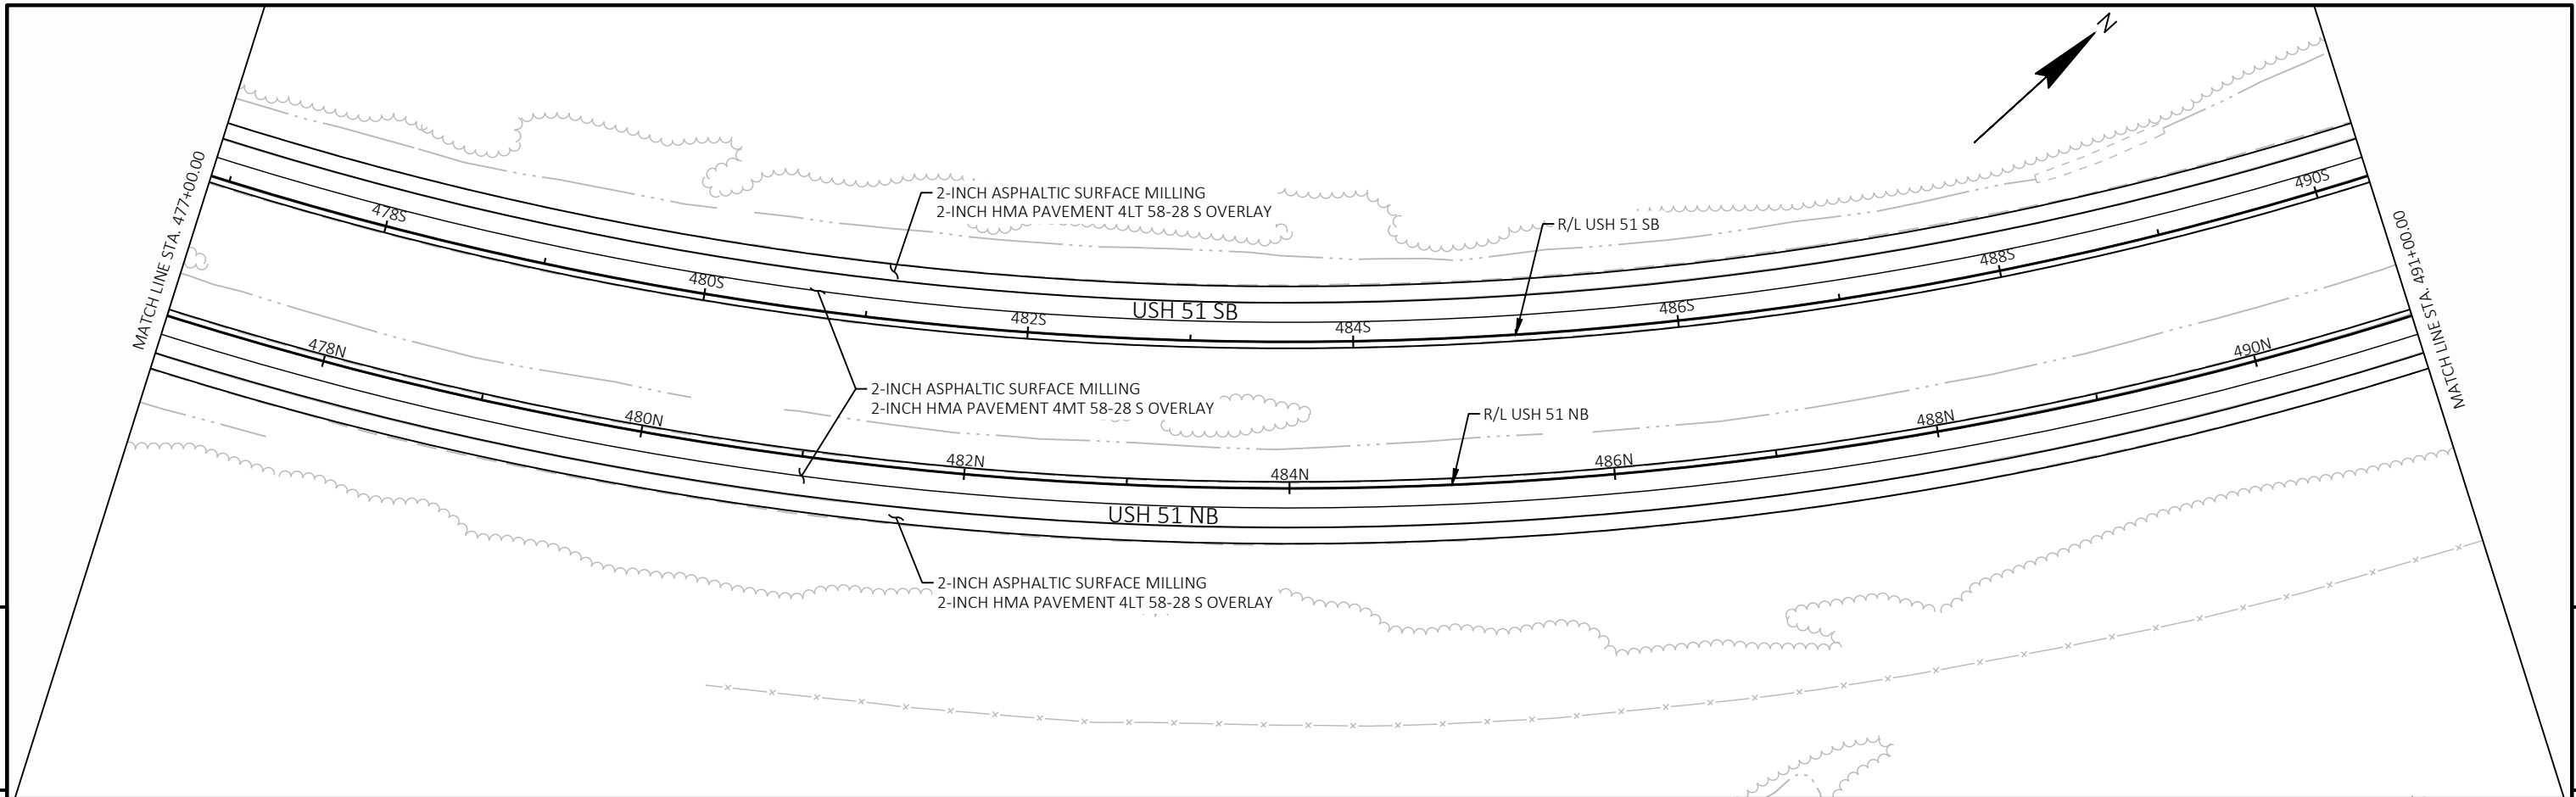 N
MATCH LINE STA. 477+00.00
2-INCH ASPHALTIC SURFACE MILLING
2-INCH HMA PAVEMENT 4LT 58-28 S OVERLAY
R/L USH 51 SB
478S
480S
482S
484S
486S
488S
490S
USH 51 SB
MATCH LINE STA. 491+00.00
2-INCH ASPHALTIC SURFACE MILLING
2-INCH HMA PAVEMENT 4MT 58-28 S OVERLAY
R/L USH 51 NB
478N
480N
482N
484N
486N
488N
490N
USH 51 NB
2-INCH ASPHALTIC SURFACE MILLING
2-INCH HMA PAVEMENT 4LT 58-28 S OVERLAY